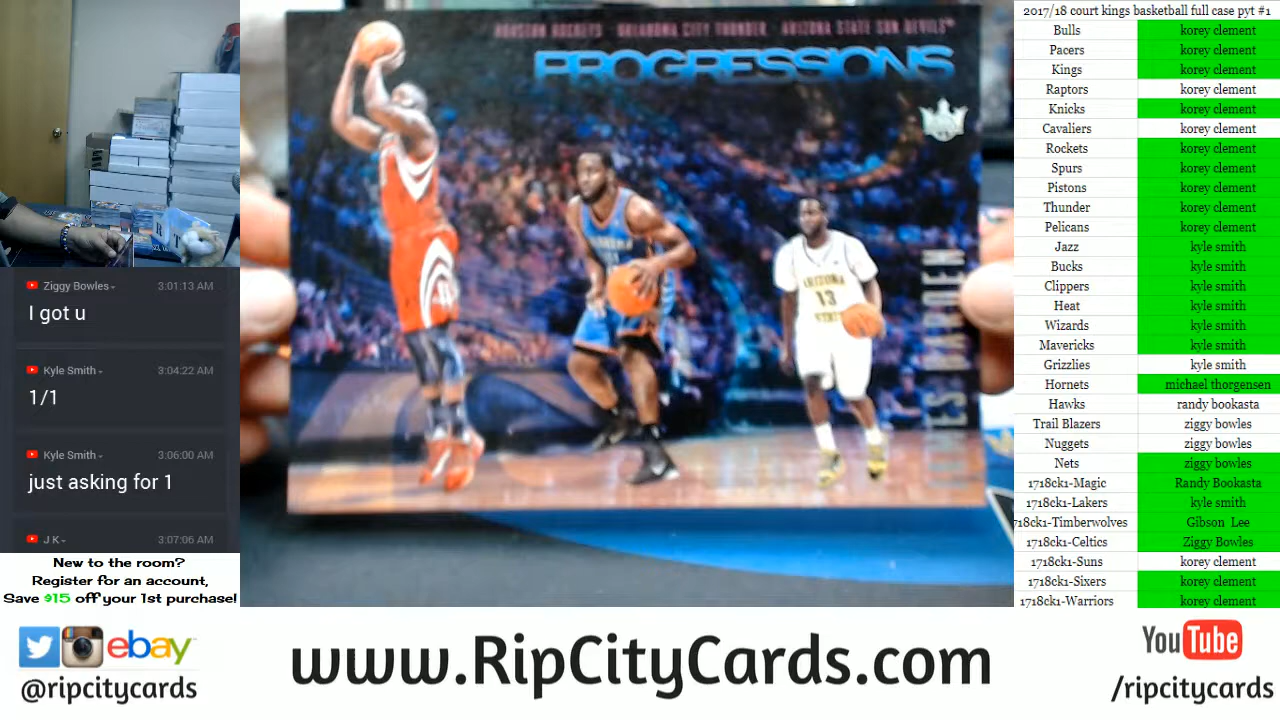 Ziggy Bowles
3:01:13 AM
I got u
Kyle Smith
3:04:22 AM
1/1
Kyle Smith
3:06:00 AM
just asking for 1
J K
3:07:06 AM
New to the room?
Register for an account,
Save $15 off your 1st purchase!
HOUSTON ROCKETS OKLAHOMA CITY THUNDER ARIZONA STATE SUN DEVILS
PROGRESSIONS
ARIZONA
13
STATE
JAMES HARDEN
2017/18 court kings basketball full case pyt #1
Bulls korey clement
Pacers korey clement
Kings korey clement
Raptors korey clement
Knicks korey clement
Cavaliers korey clement
Rockets korey clement
Spurs korey clement
Pistons korey clement
Thunder korey clement
Pelicans korey clement
Jazz kyle smith
Bucks kyle smith
Clippers kyle smith
Heat kyle smith
Wizards kyle smith
Mavericks kyle smith
Grizzlies kyle smith
Hornets michael thorgensen
Hawks randy bookasta
Trail Blazers ziggy bowles
Nuggets ziggy bowles
Nets ziggy bowles
1718ck1-Magic Randy Bookasta
1718ck1-Lakers kyle smith
718ck1-Timberwolves Gibson Lee
1718ck1-Celtics Ziggy Bowles
1718ck1-Suns korey clement
1718ck1-Sixers korey clement
1718ck1-Warriors korey clement
ebay
@ripcitycards
www.RipCityCards.com
YouTube
/ripcitycards